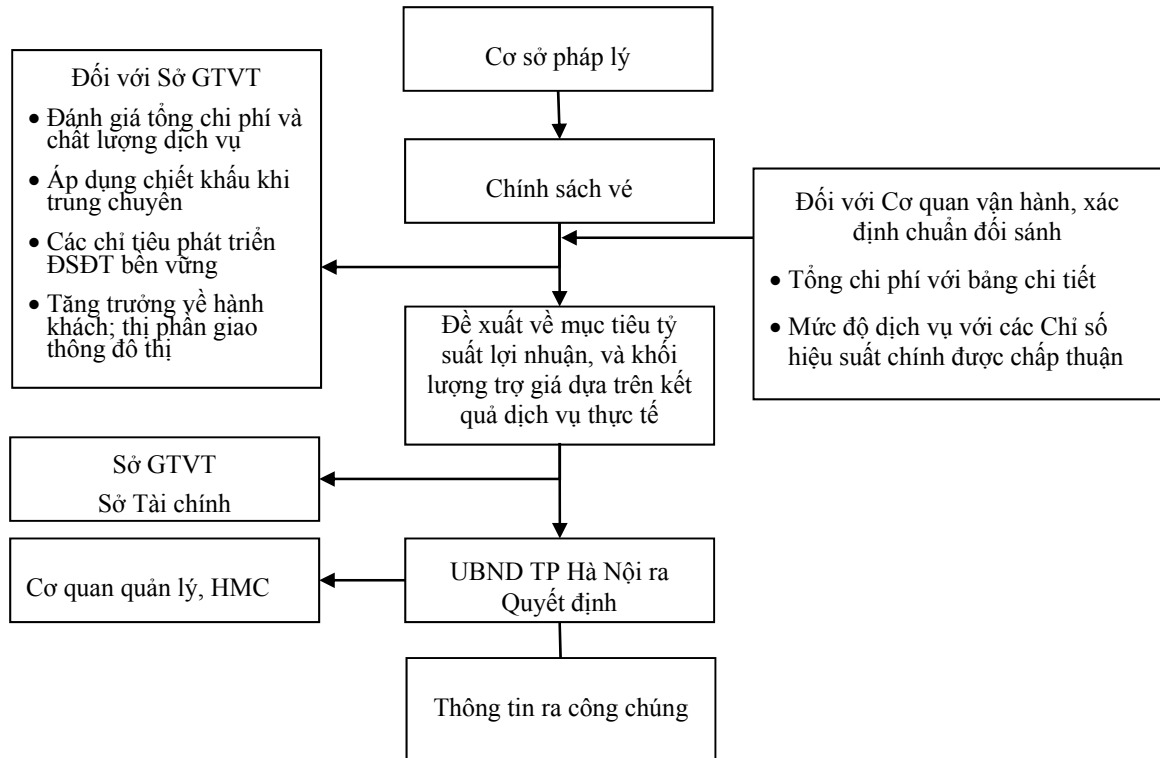 Cơ sở pháp lý
Đối với Sở GTVT
• Đánh giá tổng chi phí và
chất lượng dịch vụ
• Áp dụng chiết khấu khi
trung chuyển
• Các chỉ tiêu phát triển
ĐSĐT bền vững
• Tăng trưởng về hành
khách; thị phần giao
thông đô thị
Chính sách vé
Đối với Cơ quan vận hành, xác
định chuẩn đối sánh
• Tổng chi phí với bảng chi tiết
• Mức độ dịch vụ với các Chỉ số
hiệu suất chính được chấp thuận
Đề xuất về mục tiêu tỷ
suất lợi nhuận, và khối
lượng trợ giá dựa trên kết
quả dịch vụ thực tế
Sở GTVT
Sở Tài chính
Cơ quan quản lý, HMC
UBND TP Hà Nội ra
Quyết định
Thông tin ra công chúng